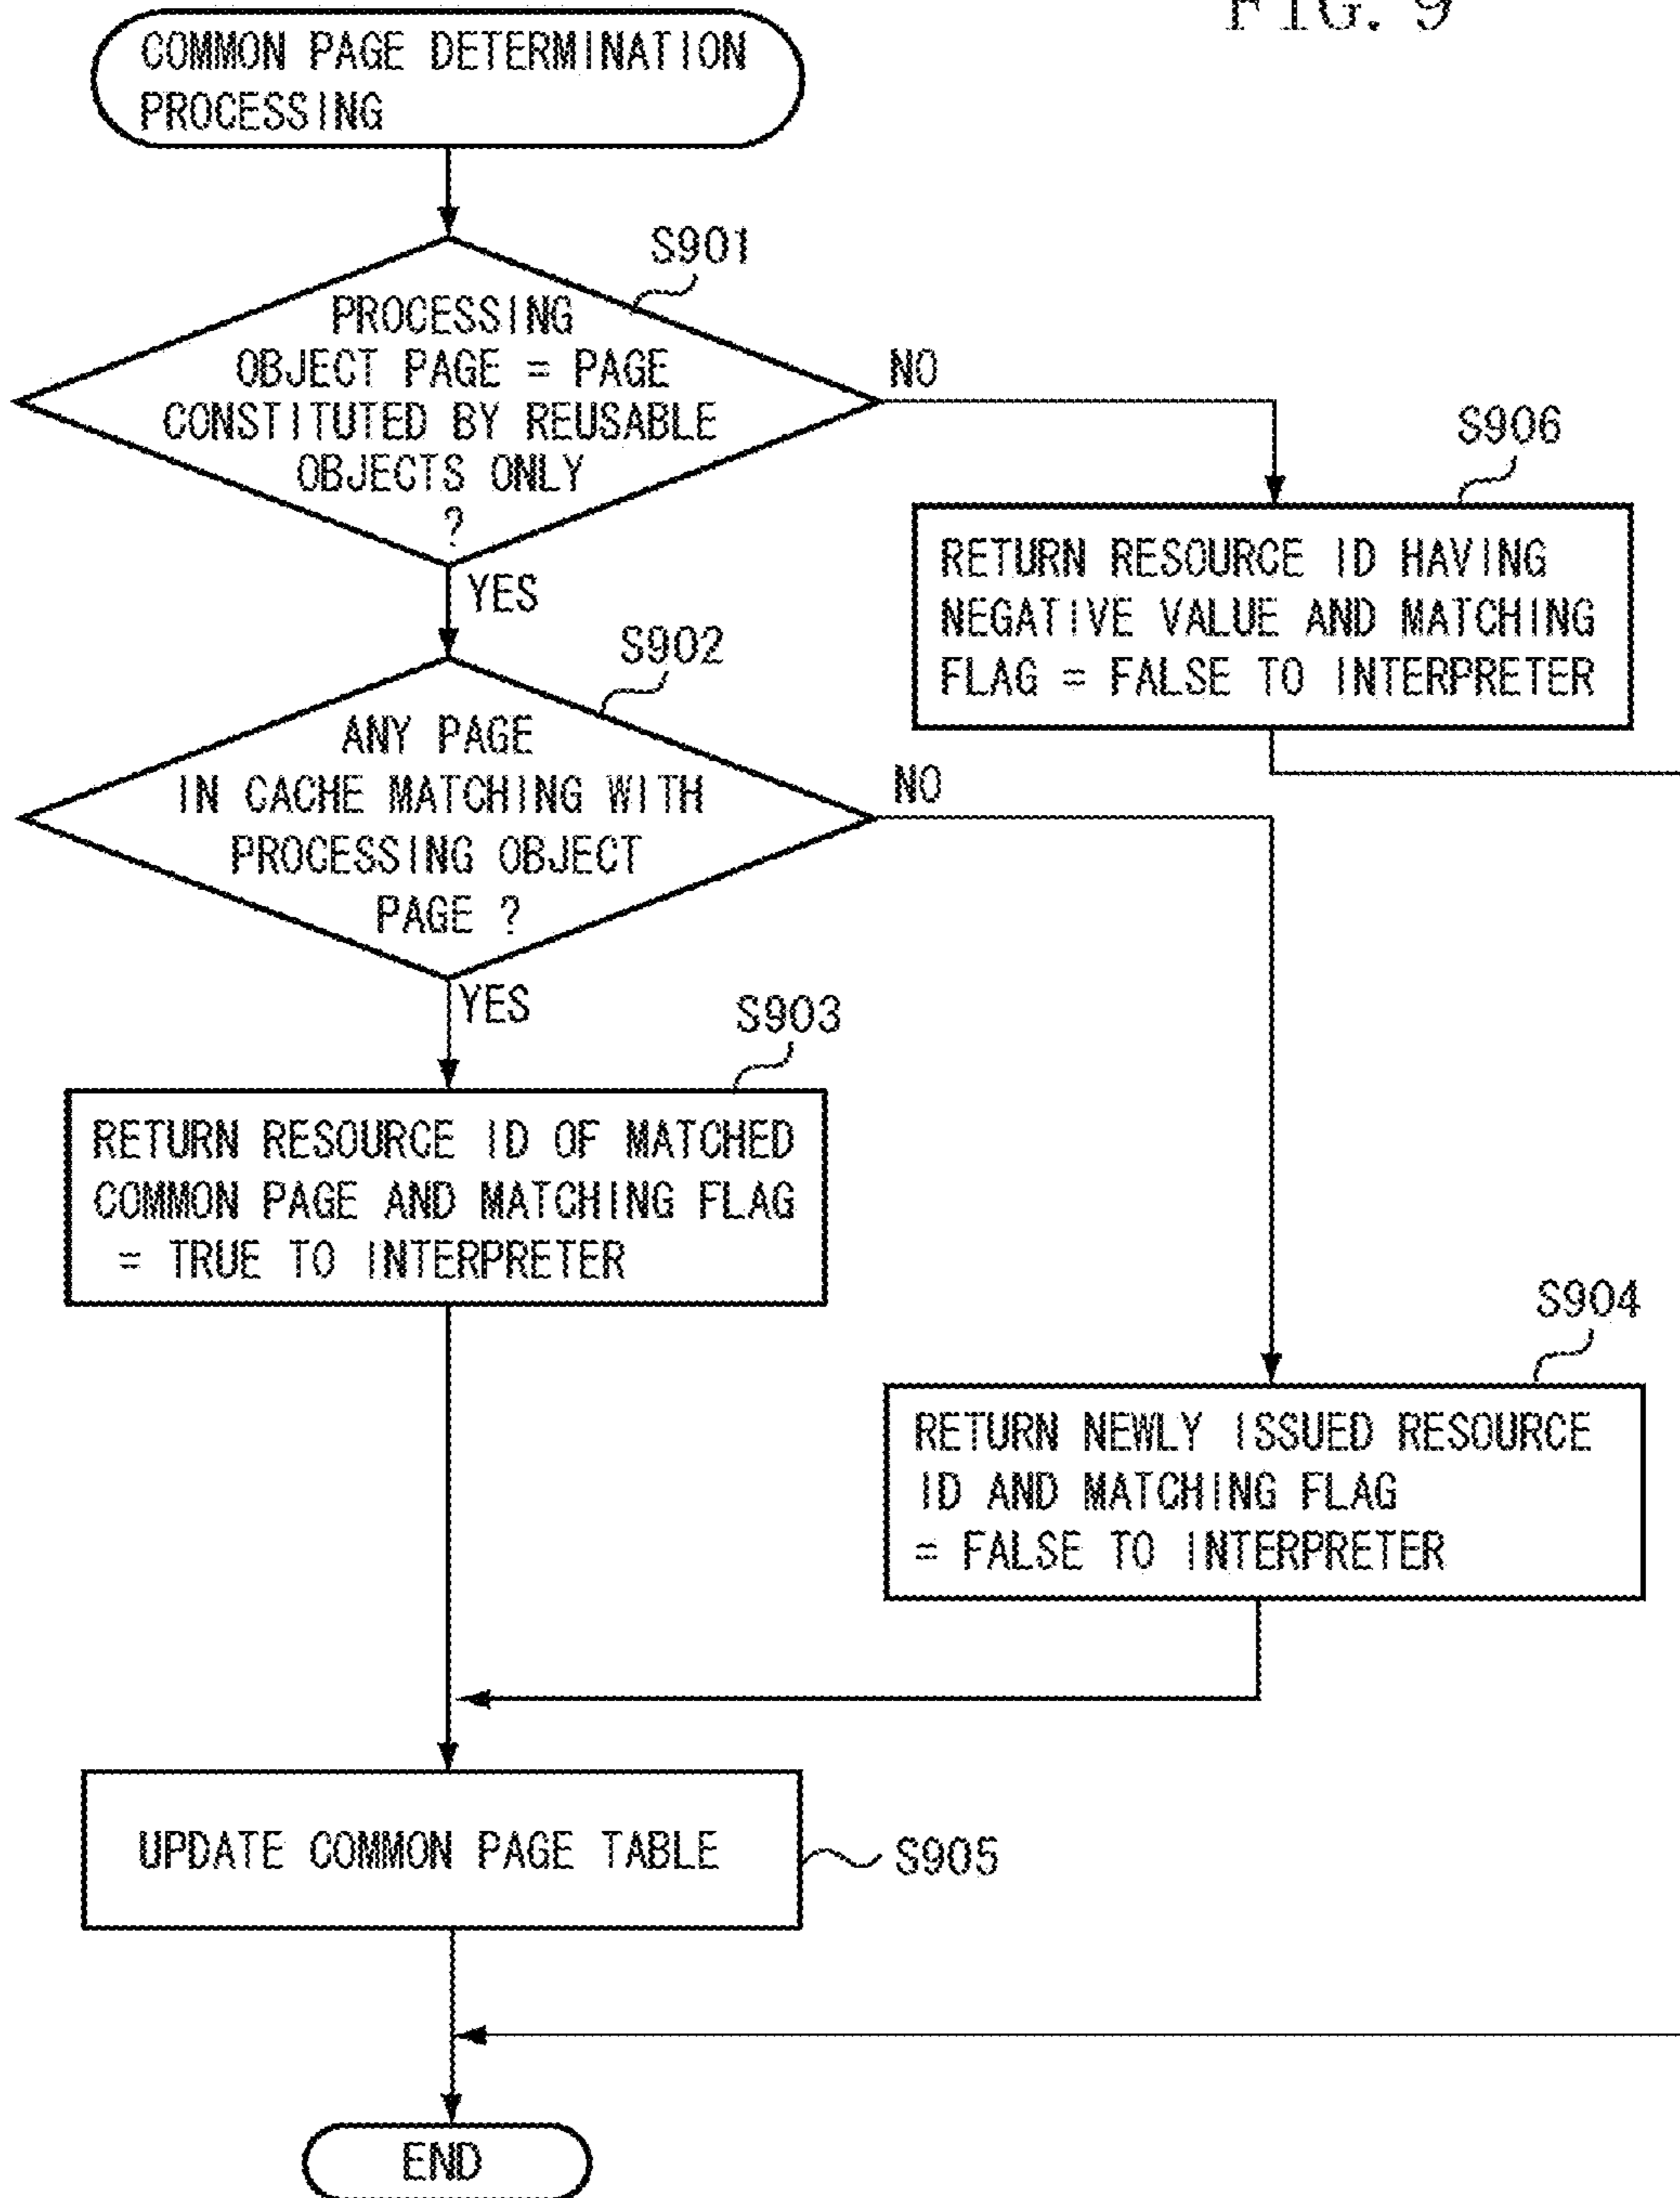 FIG. 9
COMMON PAGE DETERMINATION
PROCESSING
S901
PROCESSING
OBJECT PAGE = PAGE
CONSTITUTED BY REUSABLE
OBJECTS ONLY
?
NO
YES
S906
RETURN RESOURCE ID HAVING
NEGATIVE VALUE AND MATCHING
FLAG = FALSE TO INTERPRETER
S902
ANY PAGE
IN CACHE MATCHING WITH
PROCESSING OBJECT
PAGE ?
NO
YES
S903
RETURN RESOURCE ID OF MATCHED
COMMON PAGE AND MATCHING FLAG
= TRUE TO INTERPRETER
S904
RETURN NEWLY ISSUED RESOURCE
ID AND MATCHING FLAG
= FALSE TO INTERPRETER
UPDATE COMMON PAGE TABLE
S905
END